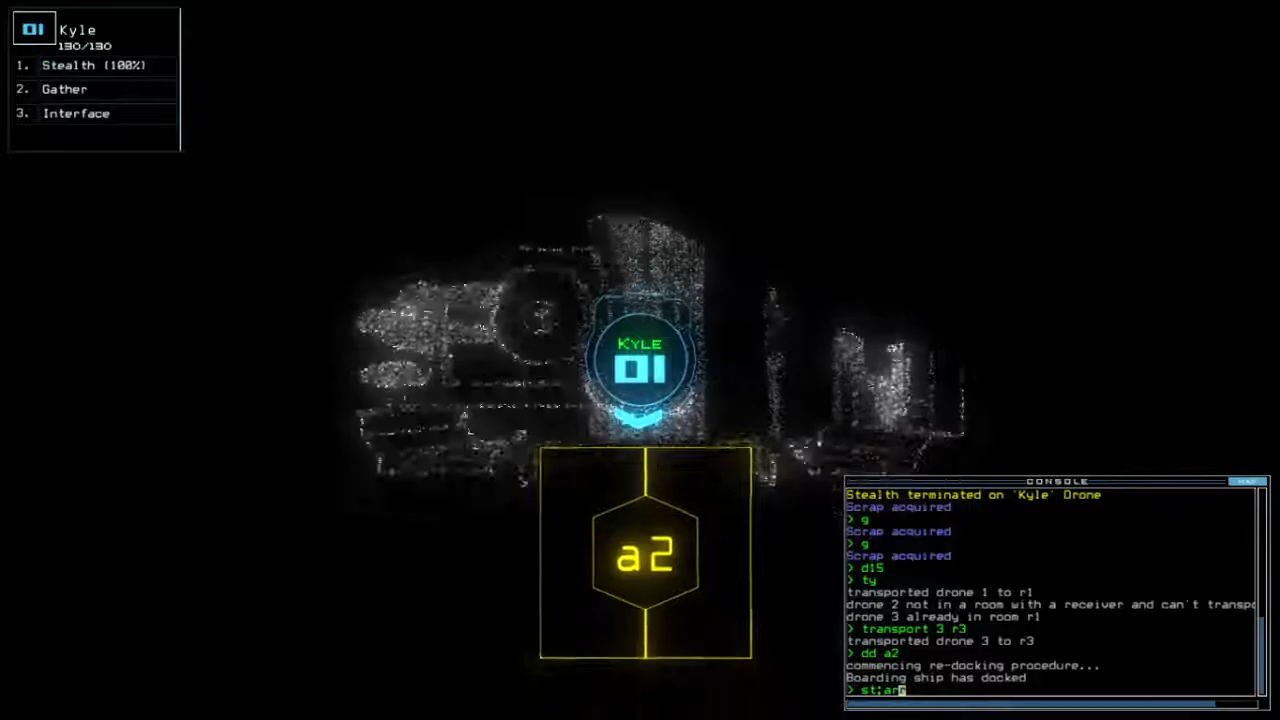 01 Kyle
130/130
1. Stealth (100%)
2. Gather
3. Interface
Kyle
01
a2
CONSOLE
Stealth terminated on 'Kyle' Drone
Scrap acquired
> g
Scrap acquired
> g
Scrap acquired
> d15
> ty
transported drone 1 to r1
drone 2 not in a room with a receiver and can't transpo
drone 3 already in room r1
> transport 3 r3
transported drone 3 to r3
> dd a2
commencing re-docking procedure...
Boarding ship has docked
> st;arr